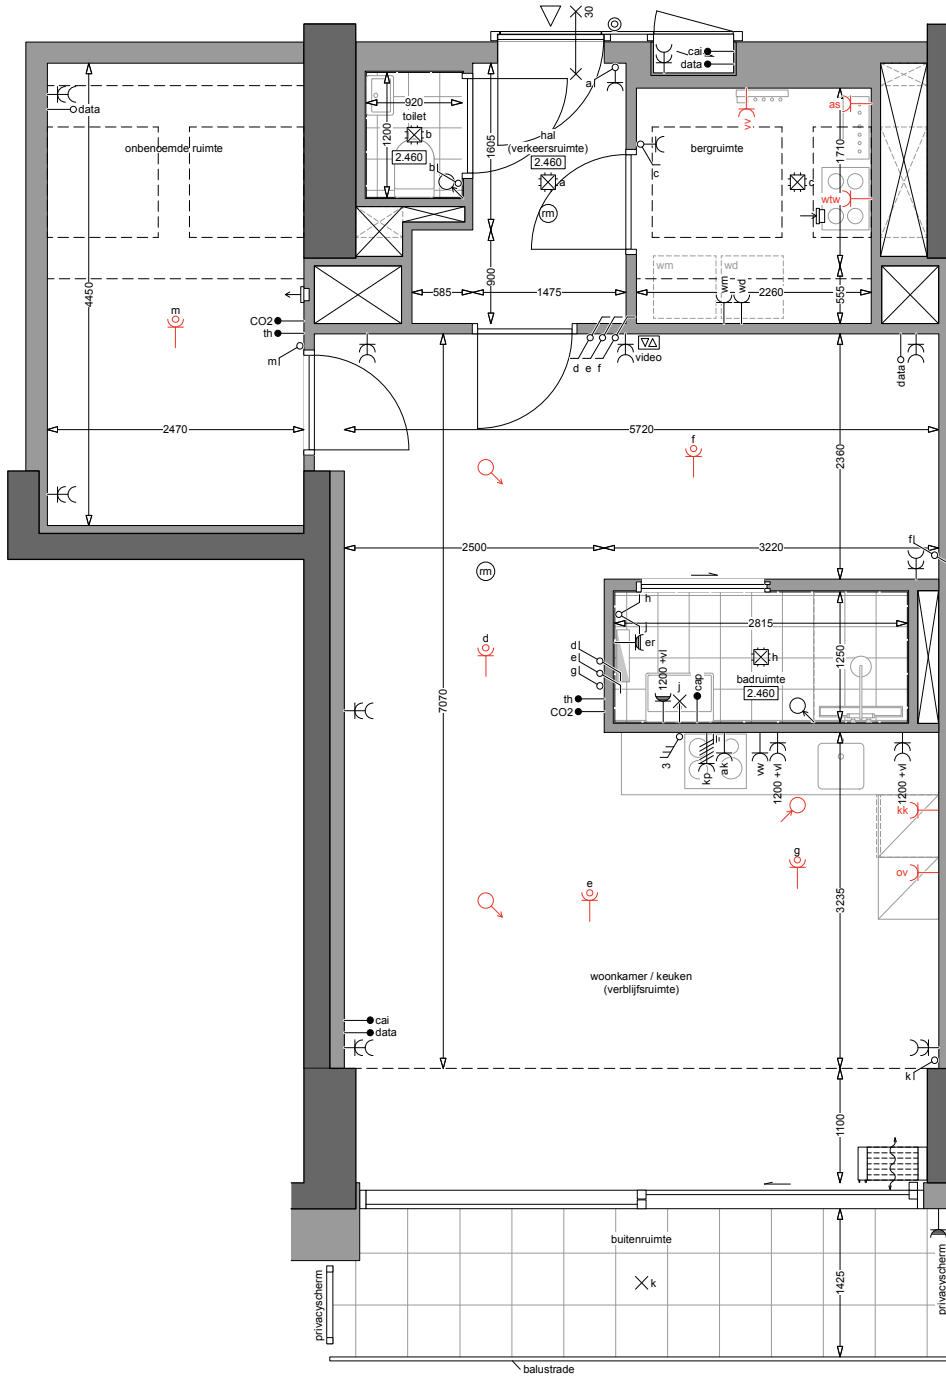 30
cai
data
a
920
toilet
1200
b
2.460
b
1605
hal
(verkeersruimte)
2.460
a
rm
data
onbenoemde ruimte
4450
vv
as
bergruimte
c
c
wtw
1710
wm
wd
wm
wd
2260
555
900
585
1475
m
CO2
th
m
d e f
video
data
2470
5720
f
2360
2500
3220
rm
f
h
j
er
2815
1250
h
badruimte
2.460
1200 +vl
j
cap
d
e
g
th
CO2
d
7070
3
kp
ak
vw
1200 +vl
1200 +vl
kk
ov
g
e
3235
woonkamer / keuken
(verblijfsruimte)
cai
data
k
1100
buitenruimte
k
1425
privacyscherm
privacyscherm
balustrade